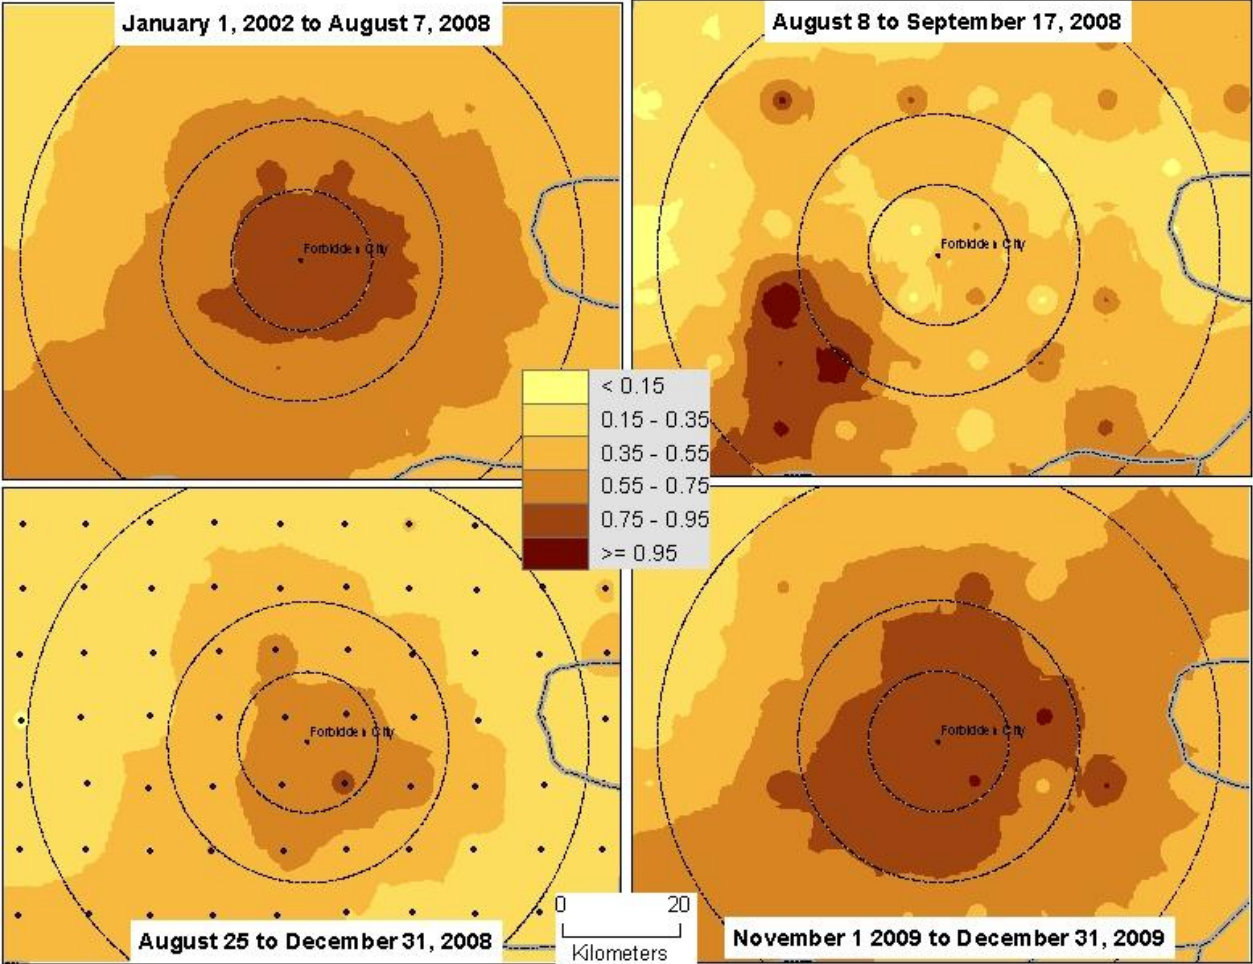 January 1, 2002 to August 7, 2008
August 8 to September 17, 2008
Forbidden City
Forbidden City
< 0.15
0.15 - 0.35
0.35 - 0.55
0.55 - 0.75
0.75 - 0.95
>= 0.95
Forbidden City
Forbidden City
0 20
Kilometers
August 25 to December 31, 2008
November 1 2009 to December 31, 2009